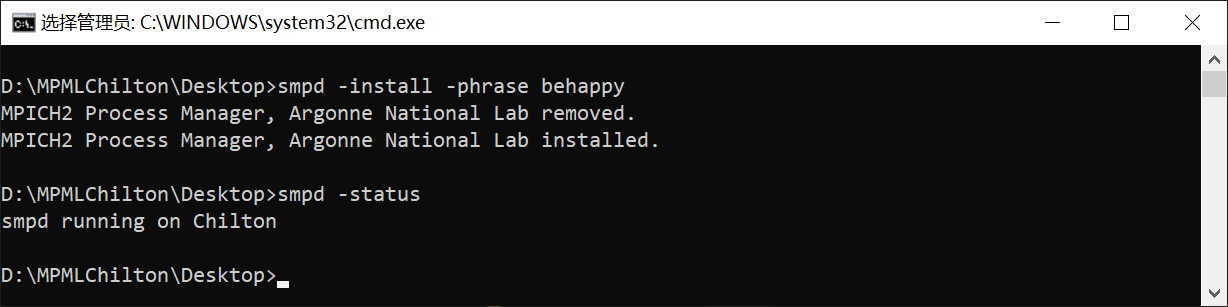 选择管理员: C:\WINDOWS\system32\cmd.exe
D:\MPMLChilton\Desktop>smpd -install -phrase behappy
MPICH2 Process Manager, Argonne National Lab removed.
MPICH2 Process Manager, Argonne National Lab installed.
D:\MPMLChilton\Desktop>smpd -status
smpd running on Chilton
D:\MPMLChilton\Desktop>